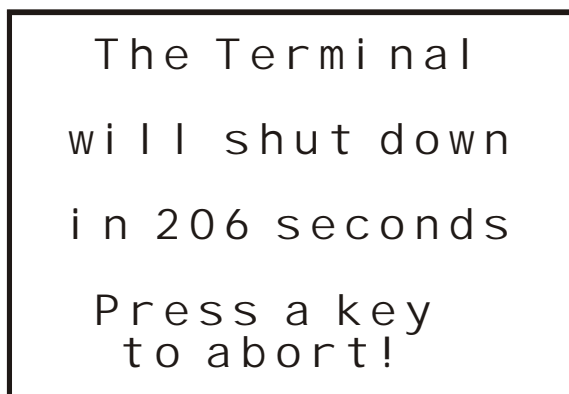 The Terminal
will shut down
in 206 seconds
Press a key
to abort!